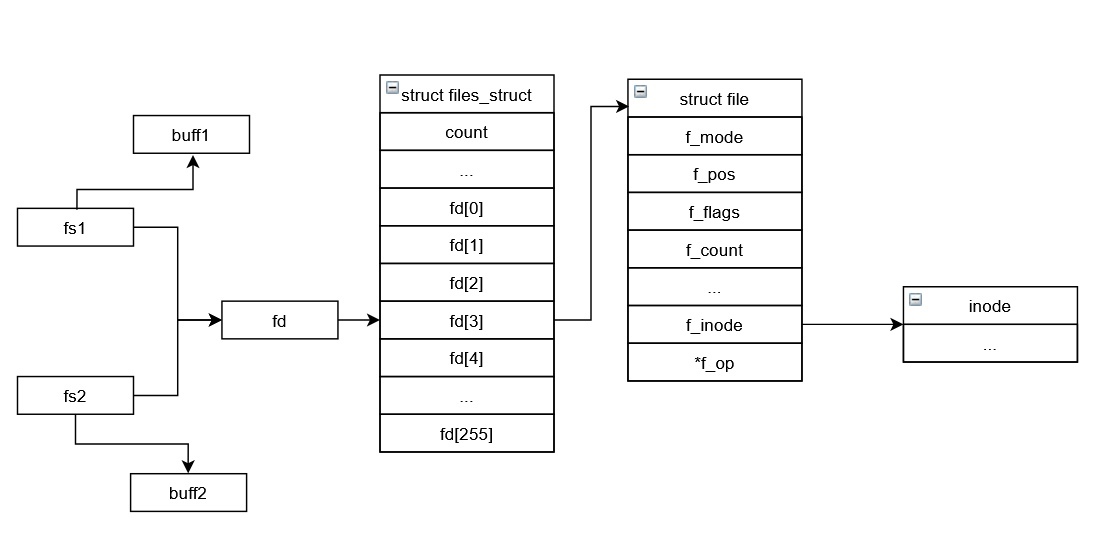 buff1
fs1
fd
fs2
buff2
struct files_struct
count
...
fd[0]
fd[1]
fd[2]
fd[3]
fd[4]
...
fd[255]
struct file
f_mode
f_pos
f_flags
f_count
...
f_inode
*f_op
inode
...